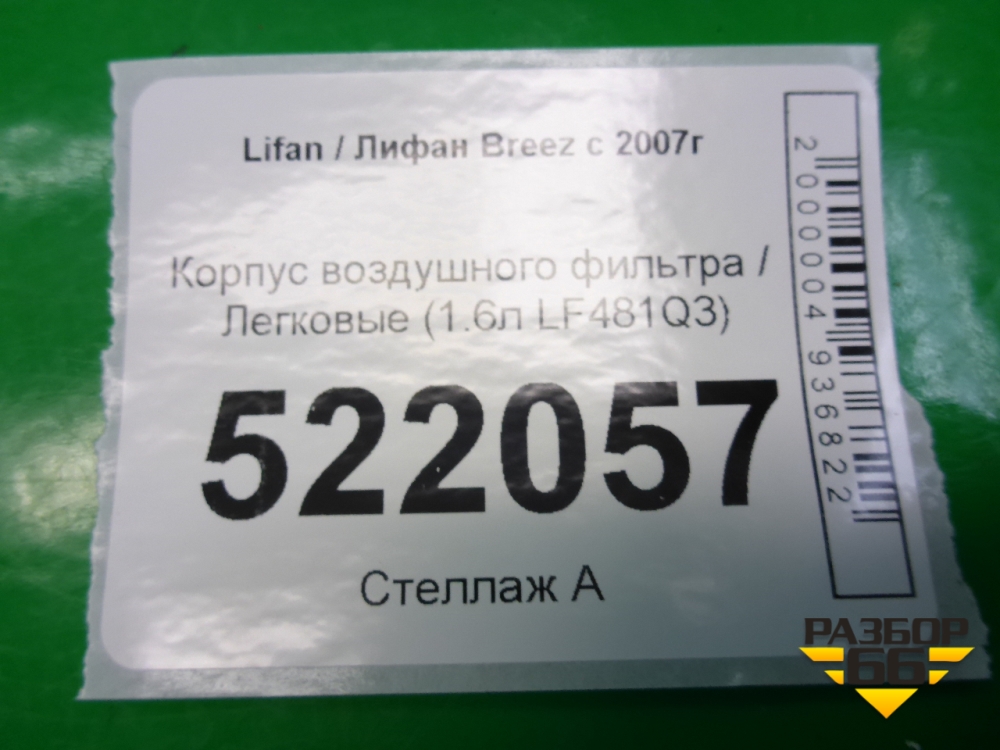 Lifan / Лифан Breez с 2007г
Корпус воздушного фильтра /
Легковые (1.6л LF481Q3)
522057
Стеллаж А
2000004936822
РАЗБОР
66